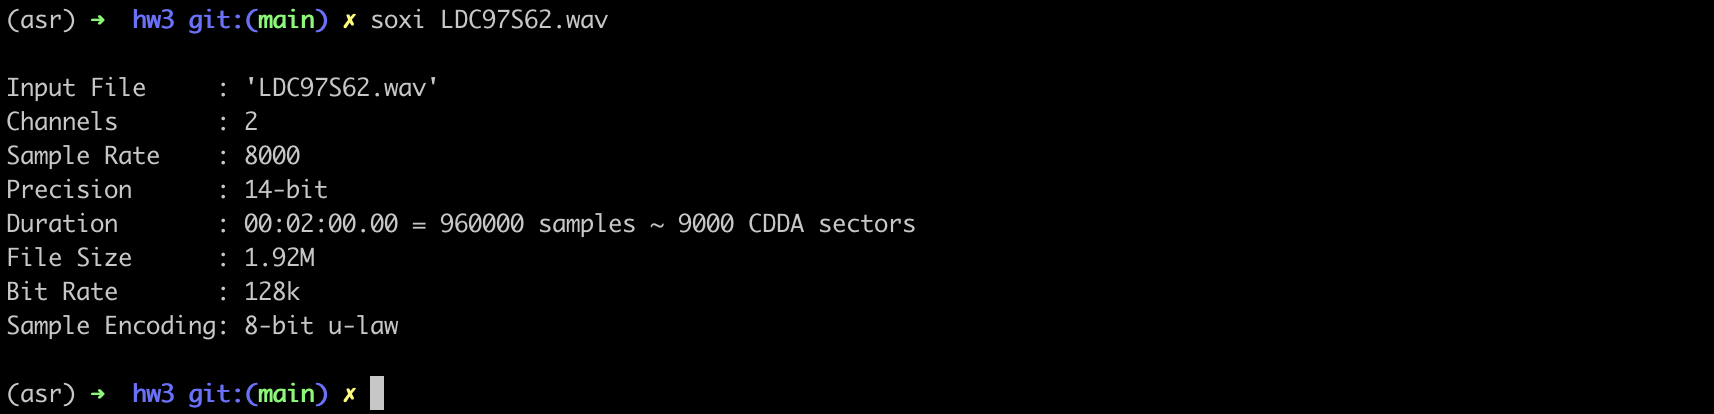 (asr) ➜  hw3 git:(main) ✗ soxi LDC97S62.wav
Input File     : 'LDC97S62.wav'
Channels       : 2
Sample Rate    : 8000
Precision      : 14-bit
Duration       : 00:02:00.00 = 960000 samples ~ 9000 CDDA sectors
File Size      : 1.92M
Bit Rate       : 128k
Sample Encoding: 8-bit u-law
(asr) ➜  hw3 git:(main) ✗